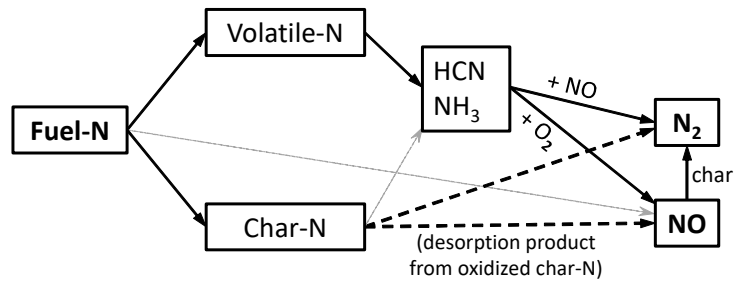 Volatile-N
HCN
NH₃
+ NO
+ O₂
N₂
Fuel-N
char
Char-N
NO
(desorption product
from oxidized char-N)